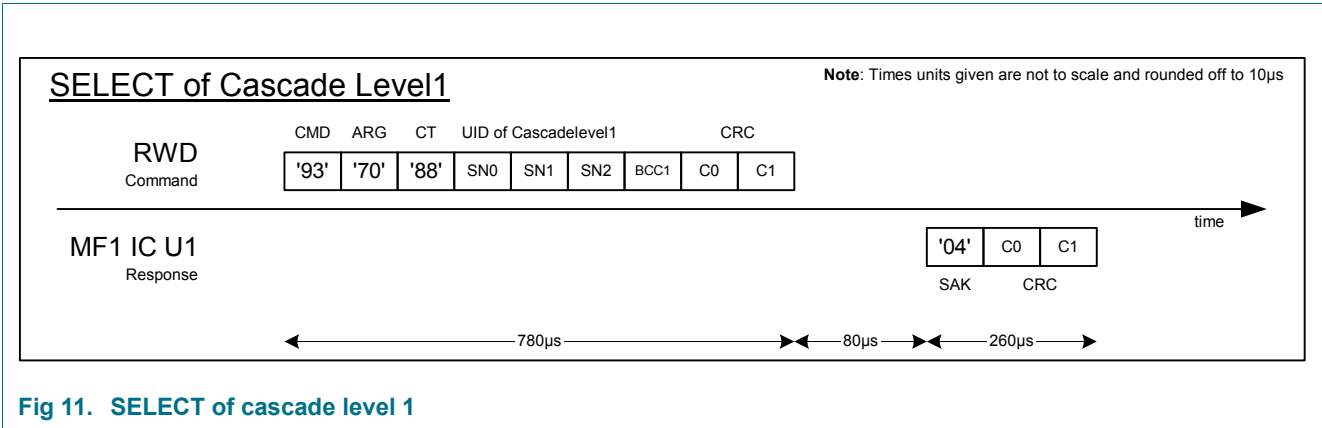 SELECT of Cascade Level1
Note: Times units given are not to scale and rounded off to 10µs
CMD ARG CT UID of Cascadelevel1 CRC
RWD
Command
'93' '70' '88' SN0 SN1 SN2 BCC1 C0 C1
time
MF1 IC U1
Response
'04' C0 C1
SAK CRC
780µs 80µs 260µs
Fig 11. SELECT of cascade level 1